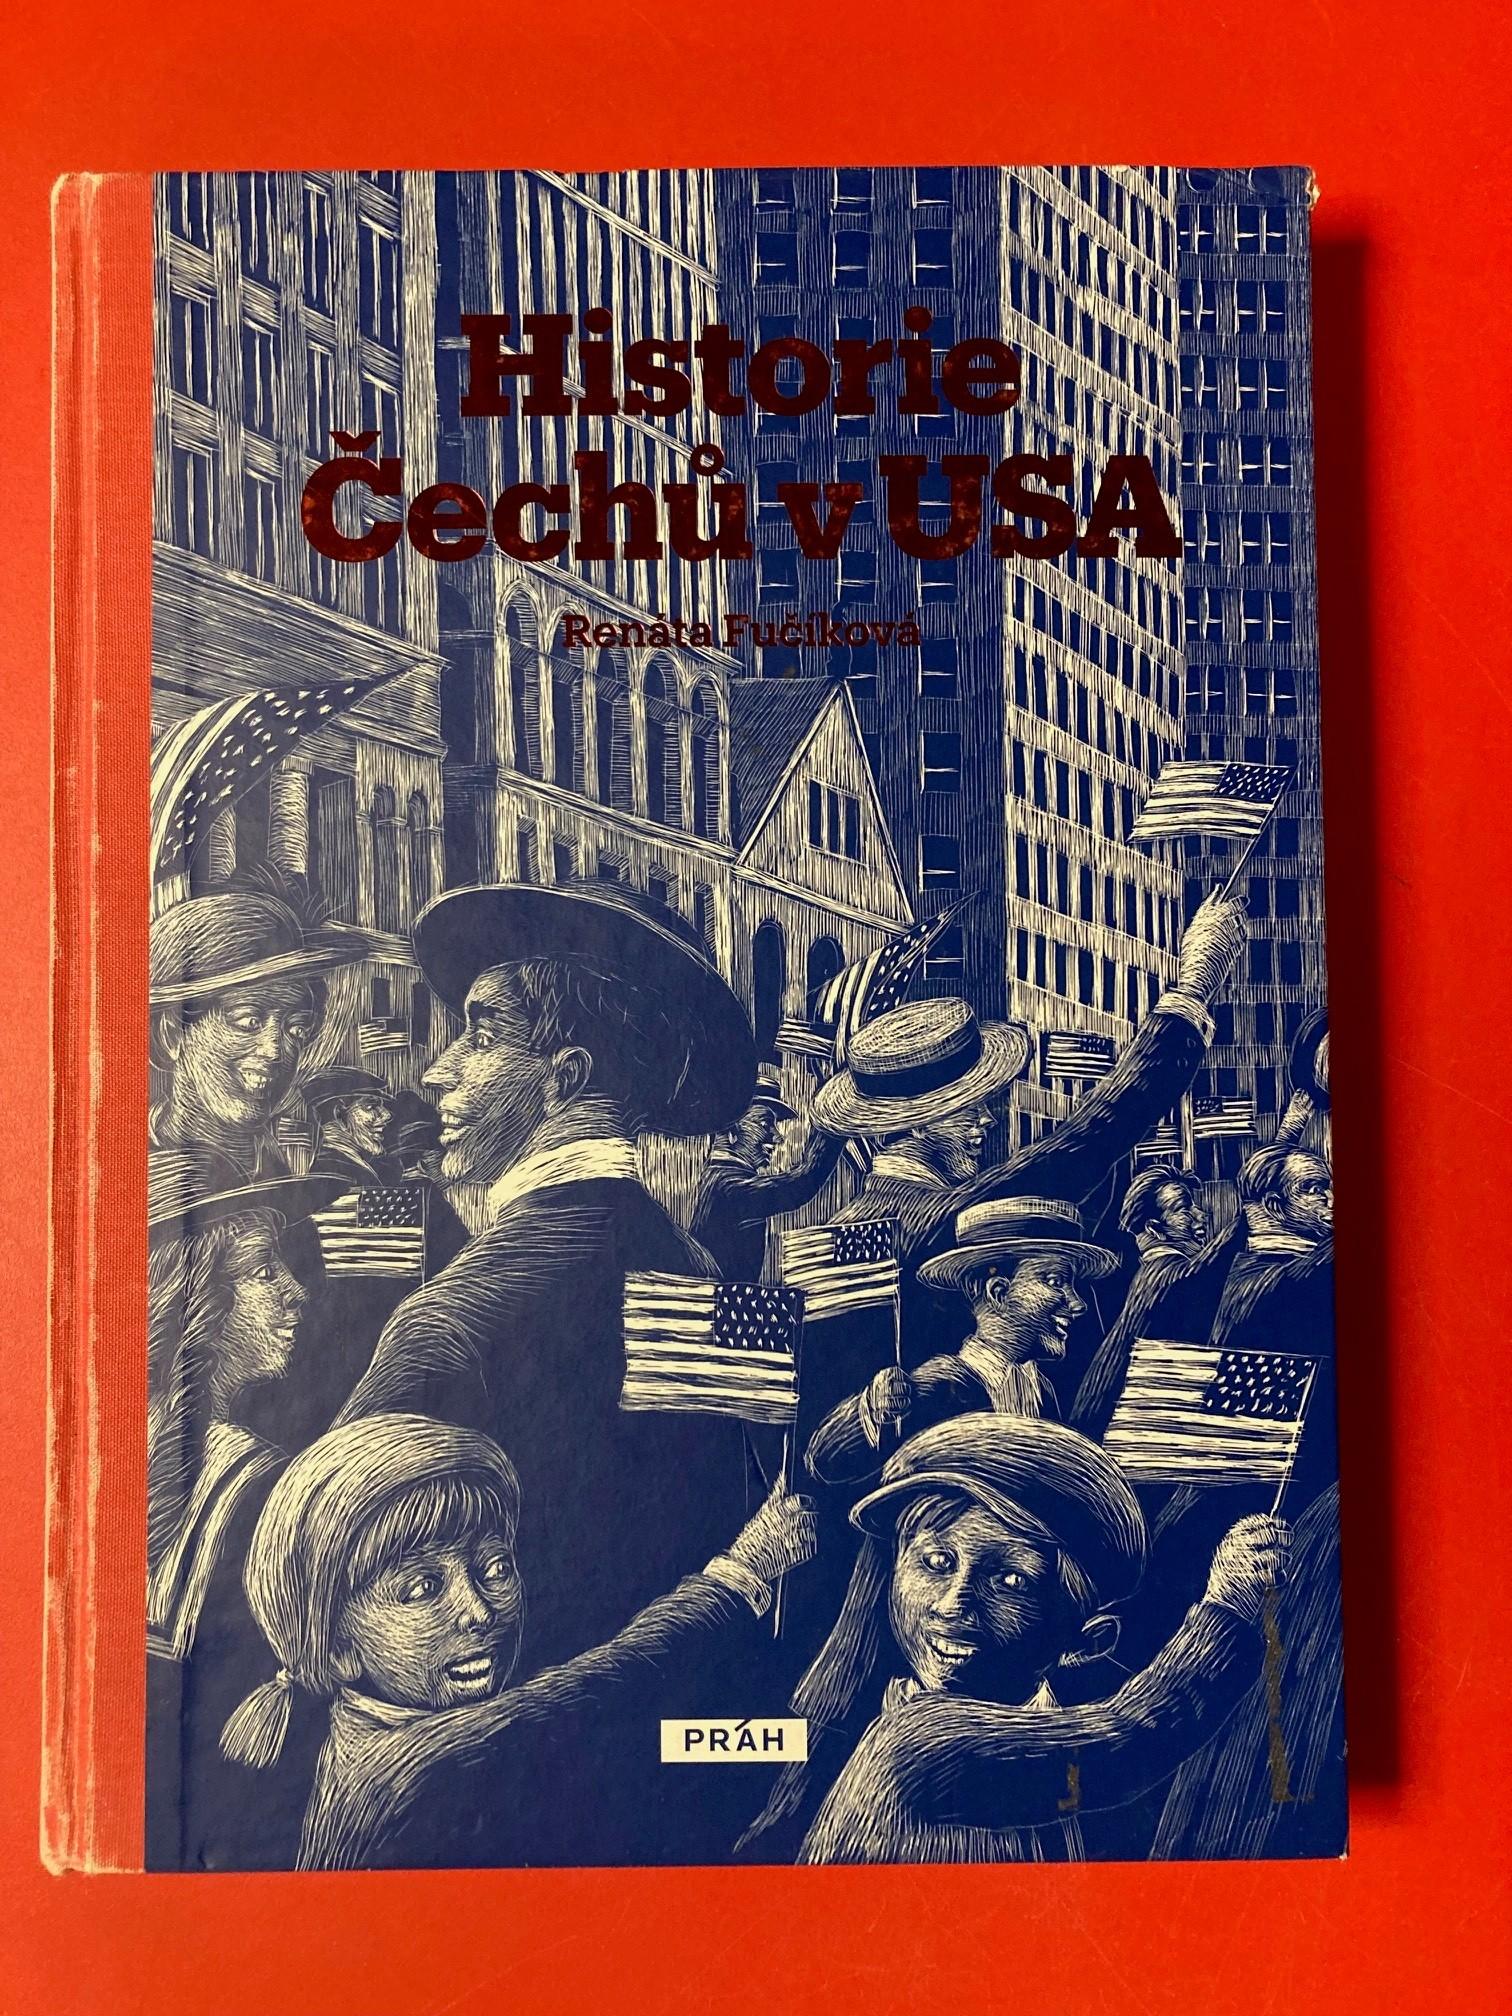 Historie
Čechů v USA
Renáta Fučíková
PRÁH